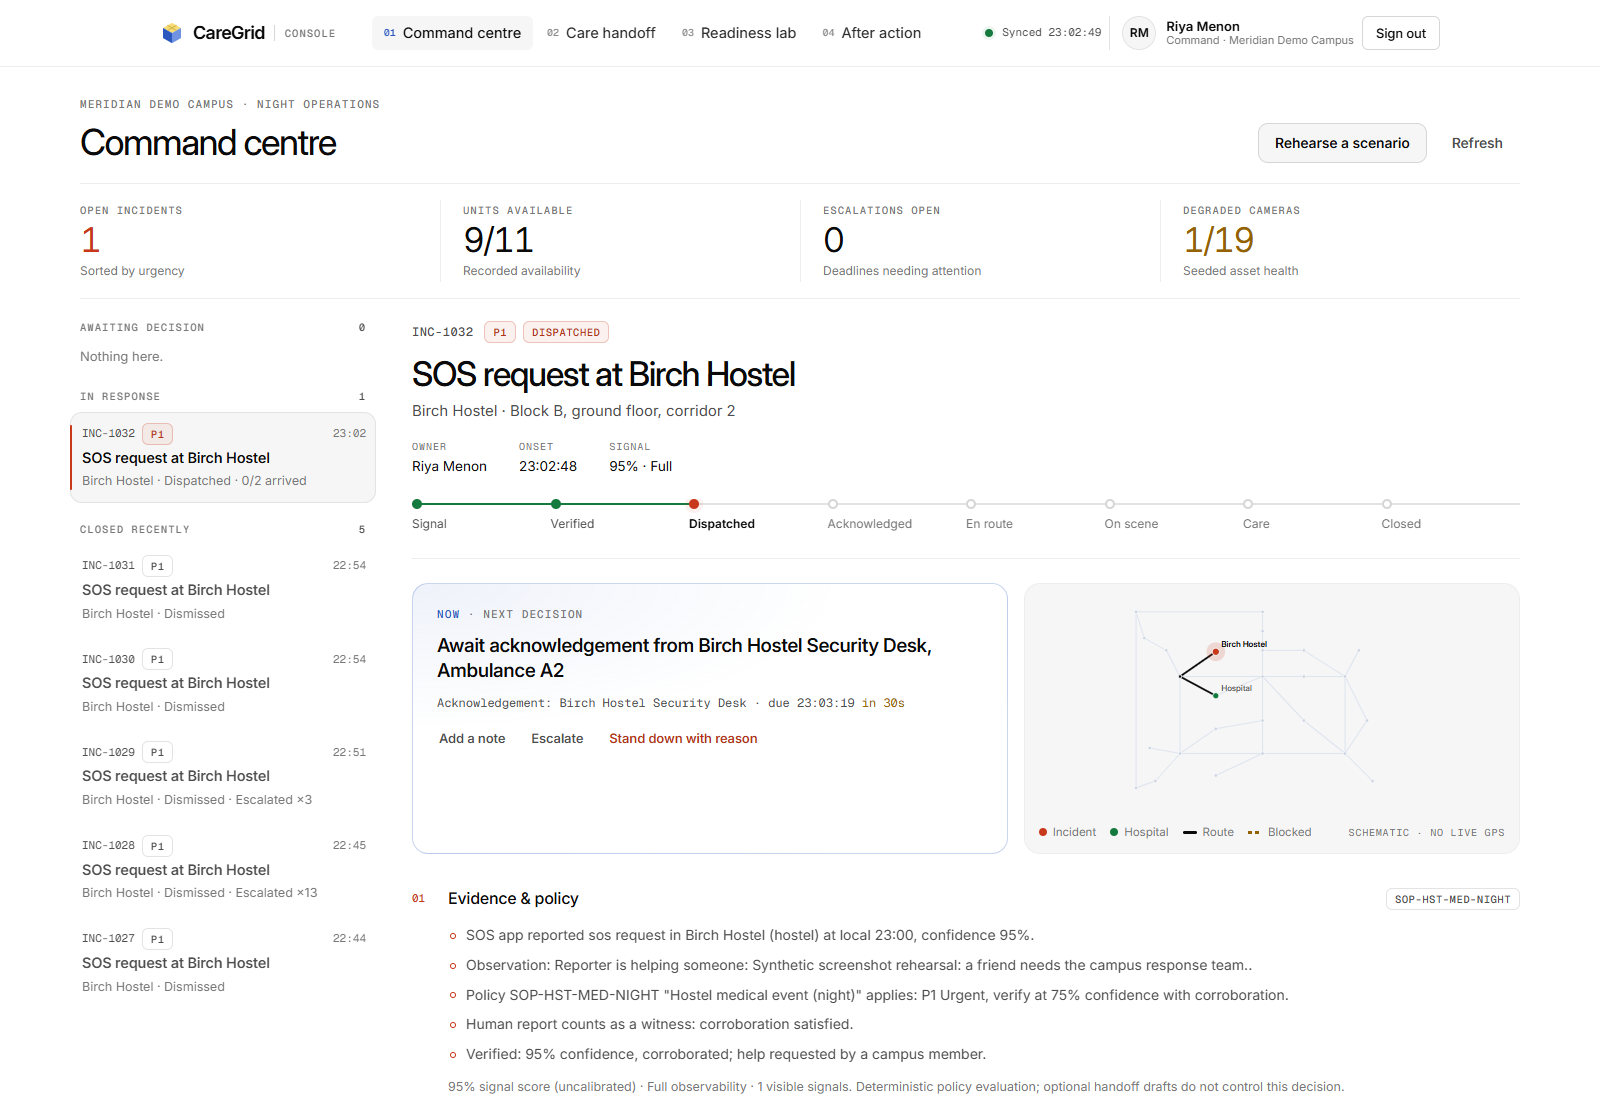 CareGrid CONSOLE 01 Command centre 02 Care handoff 03 Readiness lab 04 After action Synced 23:02:49 RM Riya Menon Sign out
Command · Meridian Demo Campus
MERIDIAN DEMO CAMPUS · NIGHT OPERATIONS
Command centre
Rehearse a scenario Refresh
OPEN INCIDENTS
1
Sorted by urgency
UNITS AVAILABLE
9/11
Recorded availability
ESCALATIONS OPEN
0
Deadlines needing attention
DEGRADED CAMERAS
1/19
Seeded asset health
AWAITING DECISION 0
Nothing here.
IN RESPONSE 1
INC-1032 P1 23:02
SOS request at Birch Hostel
Birch Hostel · Dispatched · 0/2 arrived
CLOSED RECENTLY 5
INC-1031 P1 22:54
SOS request at Birch Hostel
Birch Hostel · Dismissed
INC-1030 P1 22:54
SOS request at Birch Hostel
Birch Hostel · Dismissed
INC-1029 P1 22:51
SOS request at Birch Hostel
Birch Hostel · Dismissed · Escalated ×3
INC-1028 P1 22:45
SOS request at Birch Hostel
Birch Hostel · Dismissed · Escalated ×13
INC-1027 P1 22:44
SOS request at Birch Hostel
Birch Hostel · Dismissed
INC-1032 P1 DISPATCHED
SOS request at Birch Hostel
Birch Hostel · Block B, ground floor, corridor 2
OWNER ONSET SIGNAL
Riya Menon 23:02:48 95% · Full
Signal Verified Dispatched Acknowledged En route On scene Care Closed
NOW · NEXT DECISION
Await acknowledgement from Birch Hostel Security Desk,
Ambulance A2
Acknowledgement: Birch Hostel Security Desk · due 23:03:19 in 30s
Add a note Escalate Stand down with reason
Birch Hostel
Hospital
Incident Hospital Route Blocked SCHEMATIC · NO LIVE GPS
01 Evidence & policy SOP-HST-MED-NIGHT
SOS app reported sos request in Birch Hostel (hostel) at local 23:00, confidence 95%.
Observation: Reporter is helping someone: Synthetic screenshot rehearsal: a friend needs the campus response team..
Policy SOP-HST-MED-NIGHT "Hostel medical event (night)" applies: P1 Urgent, verify at 75% confidence with corroboration.
Human report counts as a witness: corroboration satisfied.
Verified: 95% confidence, corroborated; help requested by a campus member.
95% signal score (uncalibrated) · Full observability · 1 visible signals. Deterministic policy evaluation; optional handoff drafts do not control this decision.